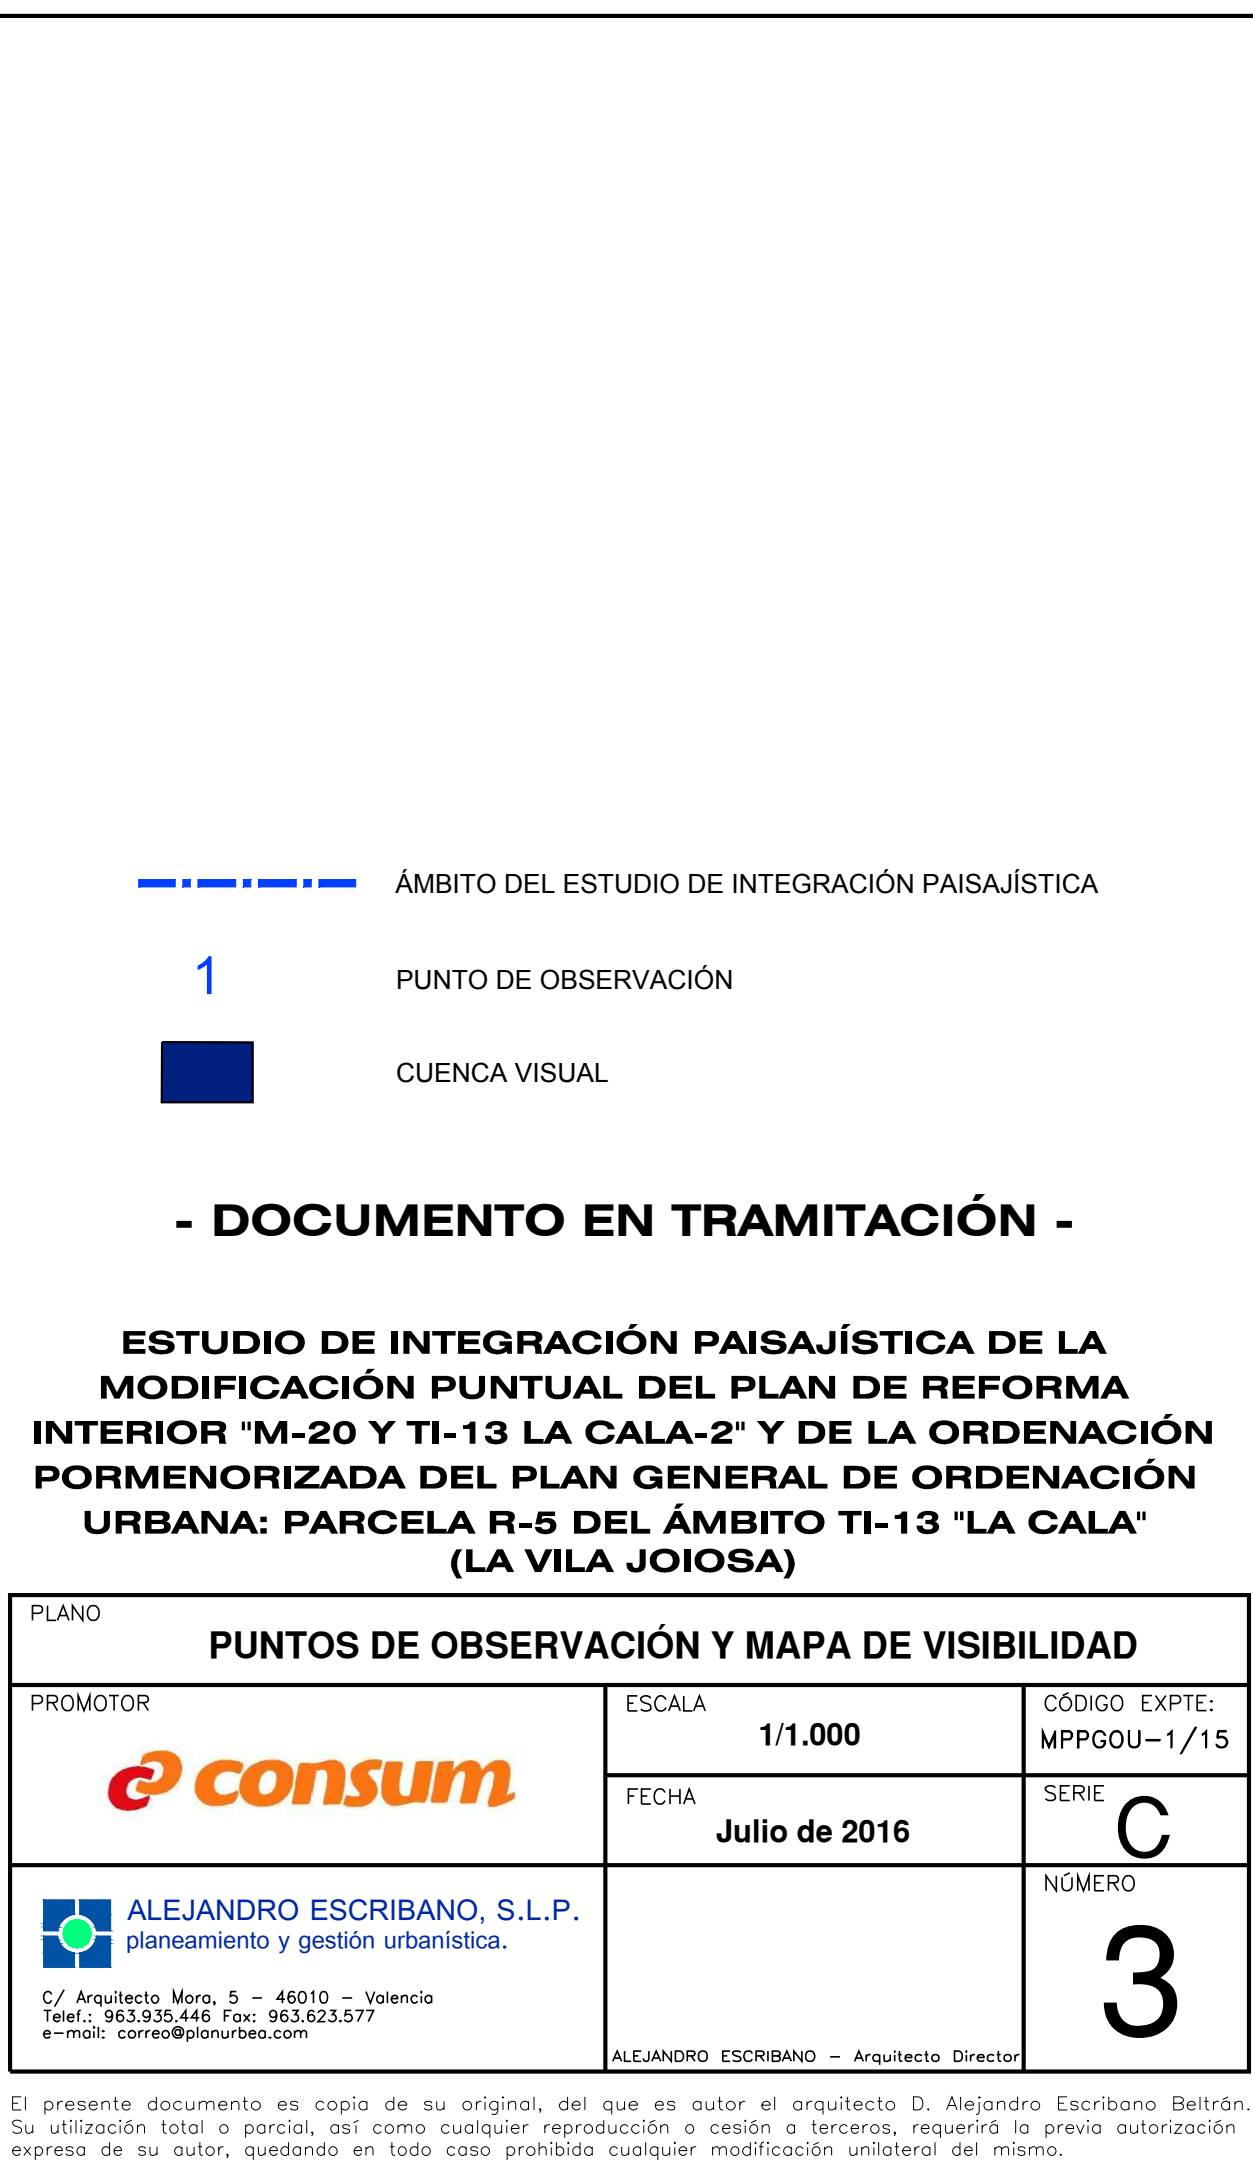 ÁMBITO DEL ESTUDIO DE INTEGRACIÓN PAISAJÍSTICA
1 PUNTO DE OBSERVACIÓN
CUENCA VISUAL
- DOCUMENTO EN TRAMITACIÓN -
ESTUDIO DE INTEGRACIÓN PAISAJÍSTICA DE LA
MODIFICACIÓN PUNTUAL DEL PLAN DE REFORMA
INTERIOR "M-20 Y TI-13 LA CALA-2" Y DE LA ORDENACIÓN
PORMENORIZADA DEL PLAN GENERAL DE ORDENACIÓN
URBANA: PARCELA R-5 DEL ÁMBITO TI-13 "LA CALA"
(LA VILA JOIOSA)
PLANO
PUNTOS DE OBSERVACIÓN Y MAPA DE VISIBILIDAD
PROMOTOR
consum
ESCALA
1/1.000
CÓDIGO EXPTE:
MPPGOU-1/15
FECHA
Julio de 2016
SERIE
C
ALEJANDRO ESCRIBANO, S.L.P.
planeamiento y gestión urbanística.
C/ Arquitecto Mora, 5 - 46010 - Valencia
Telef.: 963.935.446 Fax: 963.623.577
e-mail: correo@planurbea.com
ALEJANDRO ESCRIBANO - Arquitecto Director
NÚMERO
3
El presente documento es copia de su original, del que es autor el arquitecto D. Alejandro Escribano Beltrán.
Su utilización total o parcial, así como cualquier reproducción o cesión a terceros, requerirá la previa autorización
expresa de su autor, quedando en todo caso prohibida cualquier modificación unilateral del mismo.